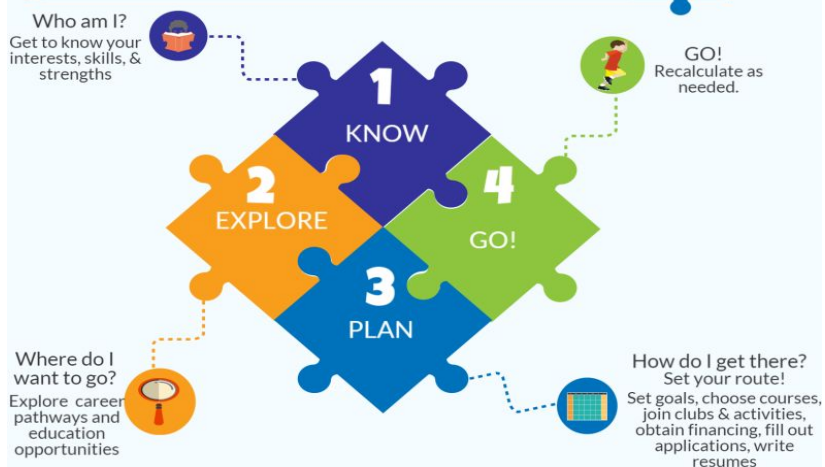 Who am I?
Get to know your
interests, skills, &
strengths
1
KNOW
2
EXPLORE
Where do I
want to go?
Explore career
pathways and
education
opportunities
3
PLAN
How do I get there?
Set your route!
Set goals, choose courses,
join clubs & activities,
obtain financing, fill out
applications, write
resumes
4
GO!
GO!
Recalculate as
needed.